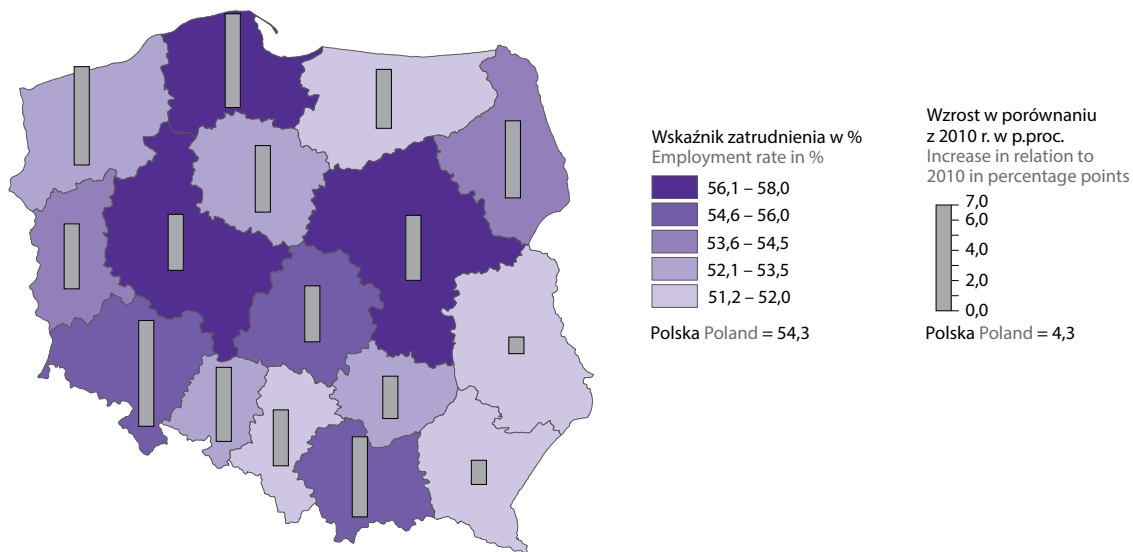 Wskaźnik zatrudnienia w %
Employment rate in %
56,1 – 58,0
54,6 – 56,0
53,6 – 54,5
52,1 – 53,5
51,2 – 52,0
Polska Poland = 54,3
Wzrost w porównaniu
z 2010 r. w p.proc.
Increase in relation to
2010 in percentage points
7,0
6,0
4,0
2,0
0,0
Polska Poland = 4,3